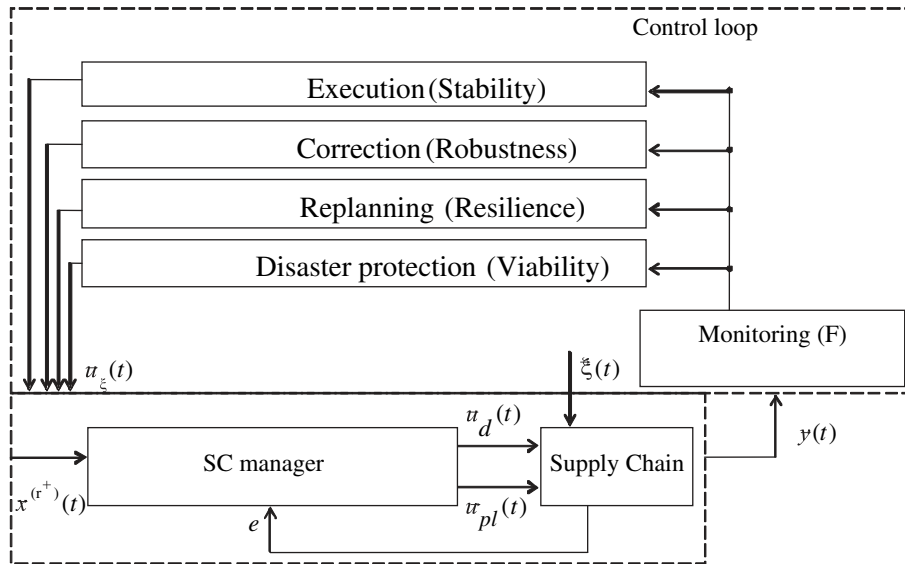 Control loop
Execution (Stability)
Correction (Robustness)
Replanning (Resilience)
Disaster protection (Viability)
Monitoring (F)
u_ξ(t)
ξ(t)
u_d(t)
y(t)
SC manager
Supply Chain
x^(r^+)(t)
u_pl(t)
e